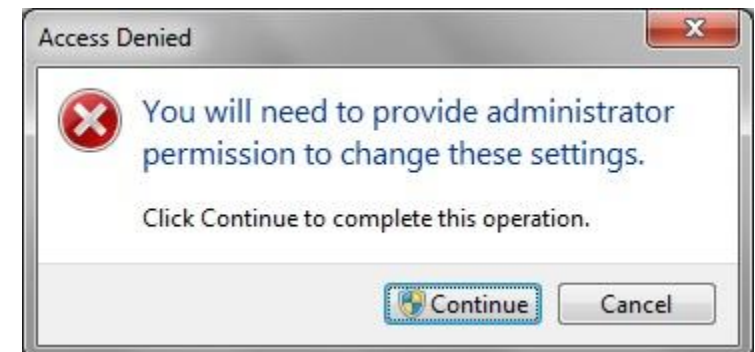 Access Denied
You will need to provide administrator
permission to change these settings.
Click Continue to complete this operation.
Continue Cancel